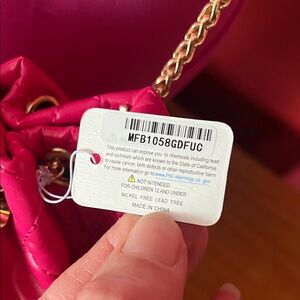 MFB1058GDFUC
This product can expose you to chemicals including lead
and cadmium which are known to the State of California
to cause cancer, birth defects or other reproductive harm
For more information go to www.P65-Warnings.ca.gov
⚠ NOT INTENDED
FOR CHILDREN 12 AND UNDER
NICKEL FREE LEAD FREE
MADE IN CHINA